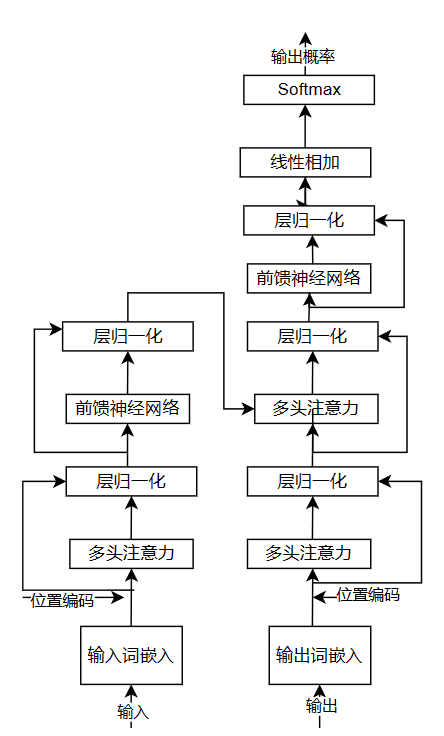 输出概率
Softmax
线性相加
层归一化
前馈神经网络
层归一化
层归一化
前馈神经网络
多头注意力
层归一化
层归一化
多头注意力
多头注意力
位置编码
位置编码
输入词嵌入
输出词嵌入
输入
输出